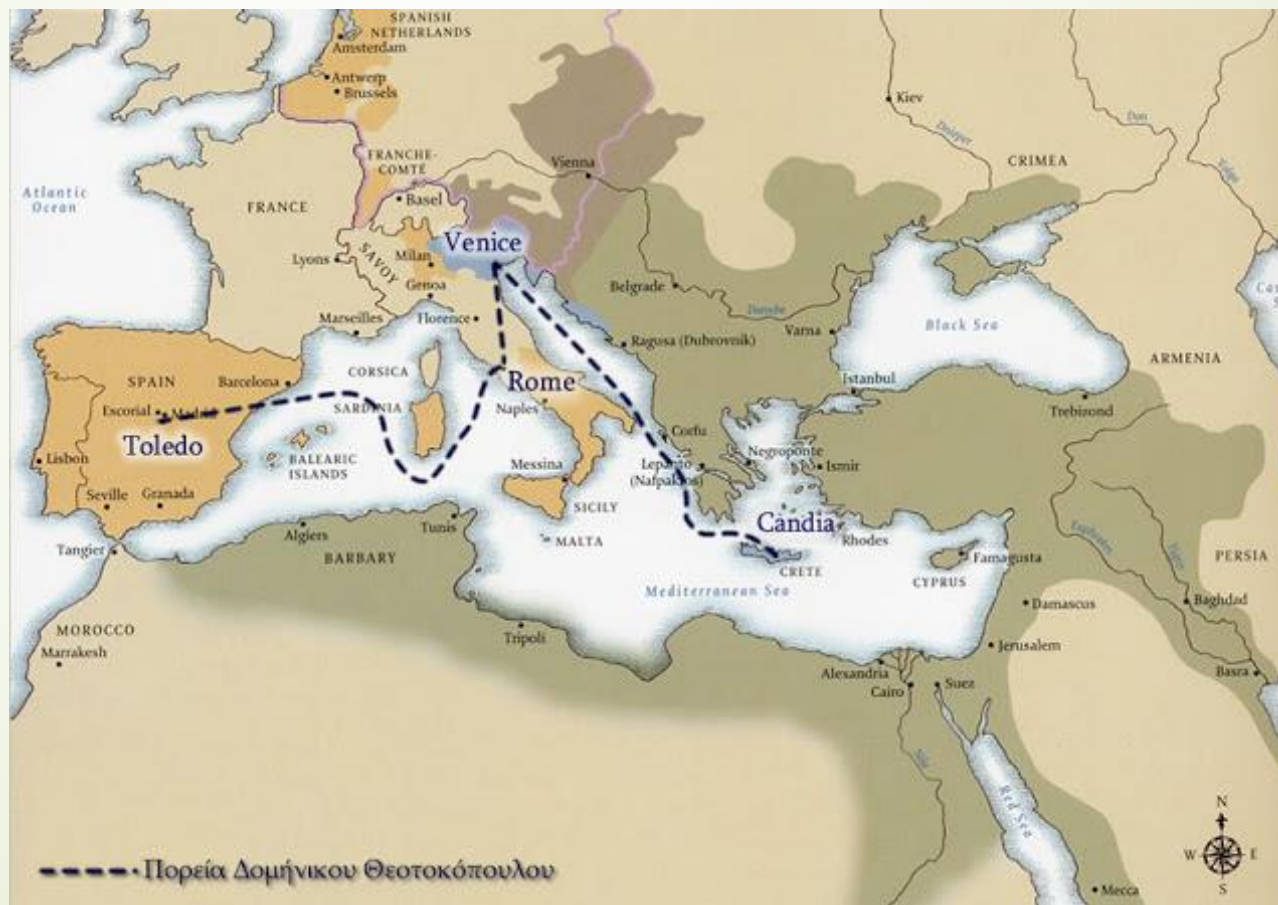 SPANISH
NETHERLANDS
Amsterdam
Antwerp
Brussels
Kiev
Dnieper
Don
Volga
Atlantic
Ocean
FRANCE
FRANCHE-
COMTÉ
Vienna
CRIMEA
Basel
Venice
Lyons
SAVOY
Milan
Genoa
Belgrade
Danube
Marseilles
Florence
Ragusa (Dubrovnik)
Varna
Black Sea
ARMENIA
SPAIN
Barcelona
CORSICA
Rome
Istanbul
Trebizond
Escorial
Madrid
SARDINIA
Naples
Toledo
Corfu
Lisbon
BALEARIC
ISLANDS
Messina
Lepanto
(Nafpaktos)
Negroponte
Ismir
Seville
Granada
SICILY
Candia
Rhodes
Tangier
Algiers
Tunis
MALTA
BARBARY
CRETE
CYPRUS
Famagusta
Euphrates
PERSIA
Mediterranean Sea
Damascus
Baghdad
MOROCCO
Marrakesh
Tripoli
Jerusalem
Alexandria
Cairo
Suez
Basra
Nile
Red Sea
N
W
E
S
Πορεία Δομήνικου Θεοτοκόπουλου
Mecca